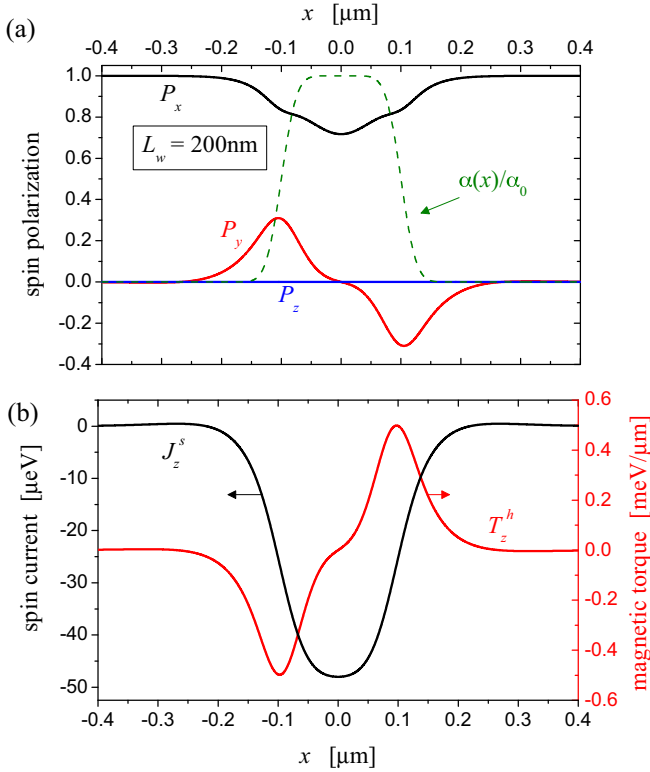 (a)
x [μm]
-0.4 -0.3 -0.2 -0.1 0.0 0.1 0.2 0.3 0.4
spin polarization
1.0
0.8
0.6
0.4
0.2
0.0
-0.2
-0.4
P_x
L_w = 200nm
α(x)/α_0
P_y
P_z
(b)
spin current [μeV]
0
-10
-20
-30
-40
-50
J_z^s
T_z^h
0.6
0.4
0.2
0.0
-0.2
-0.4
-0.6
magnetic torque [meV/μm]
-0.4 -0.3 -0.2 -0.1 0.0 0.1 0.2 0.3 0.4
x [μm]